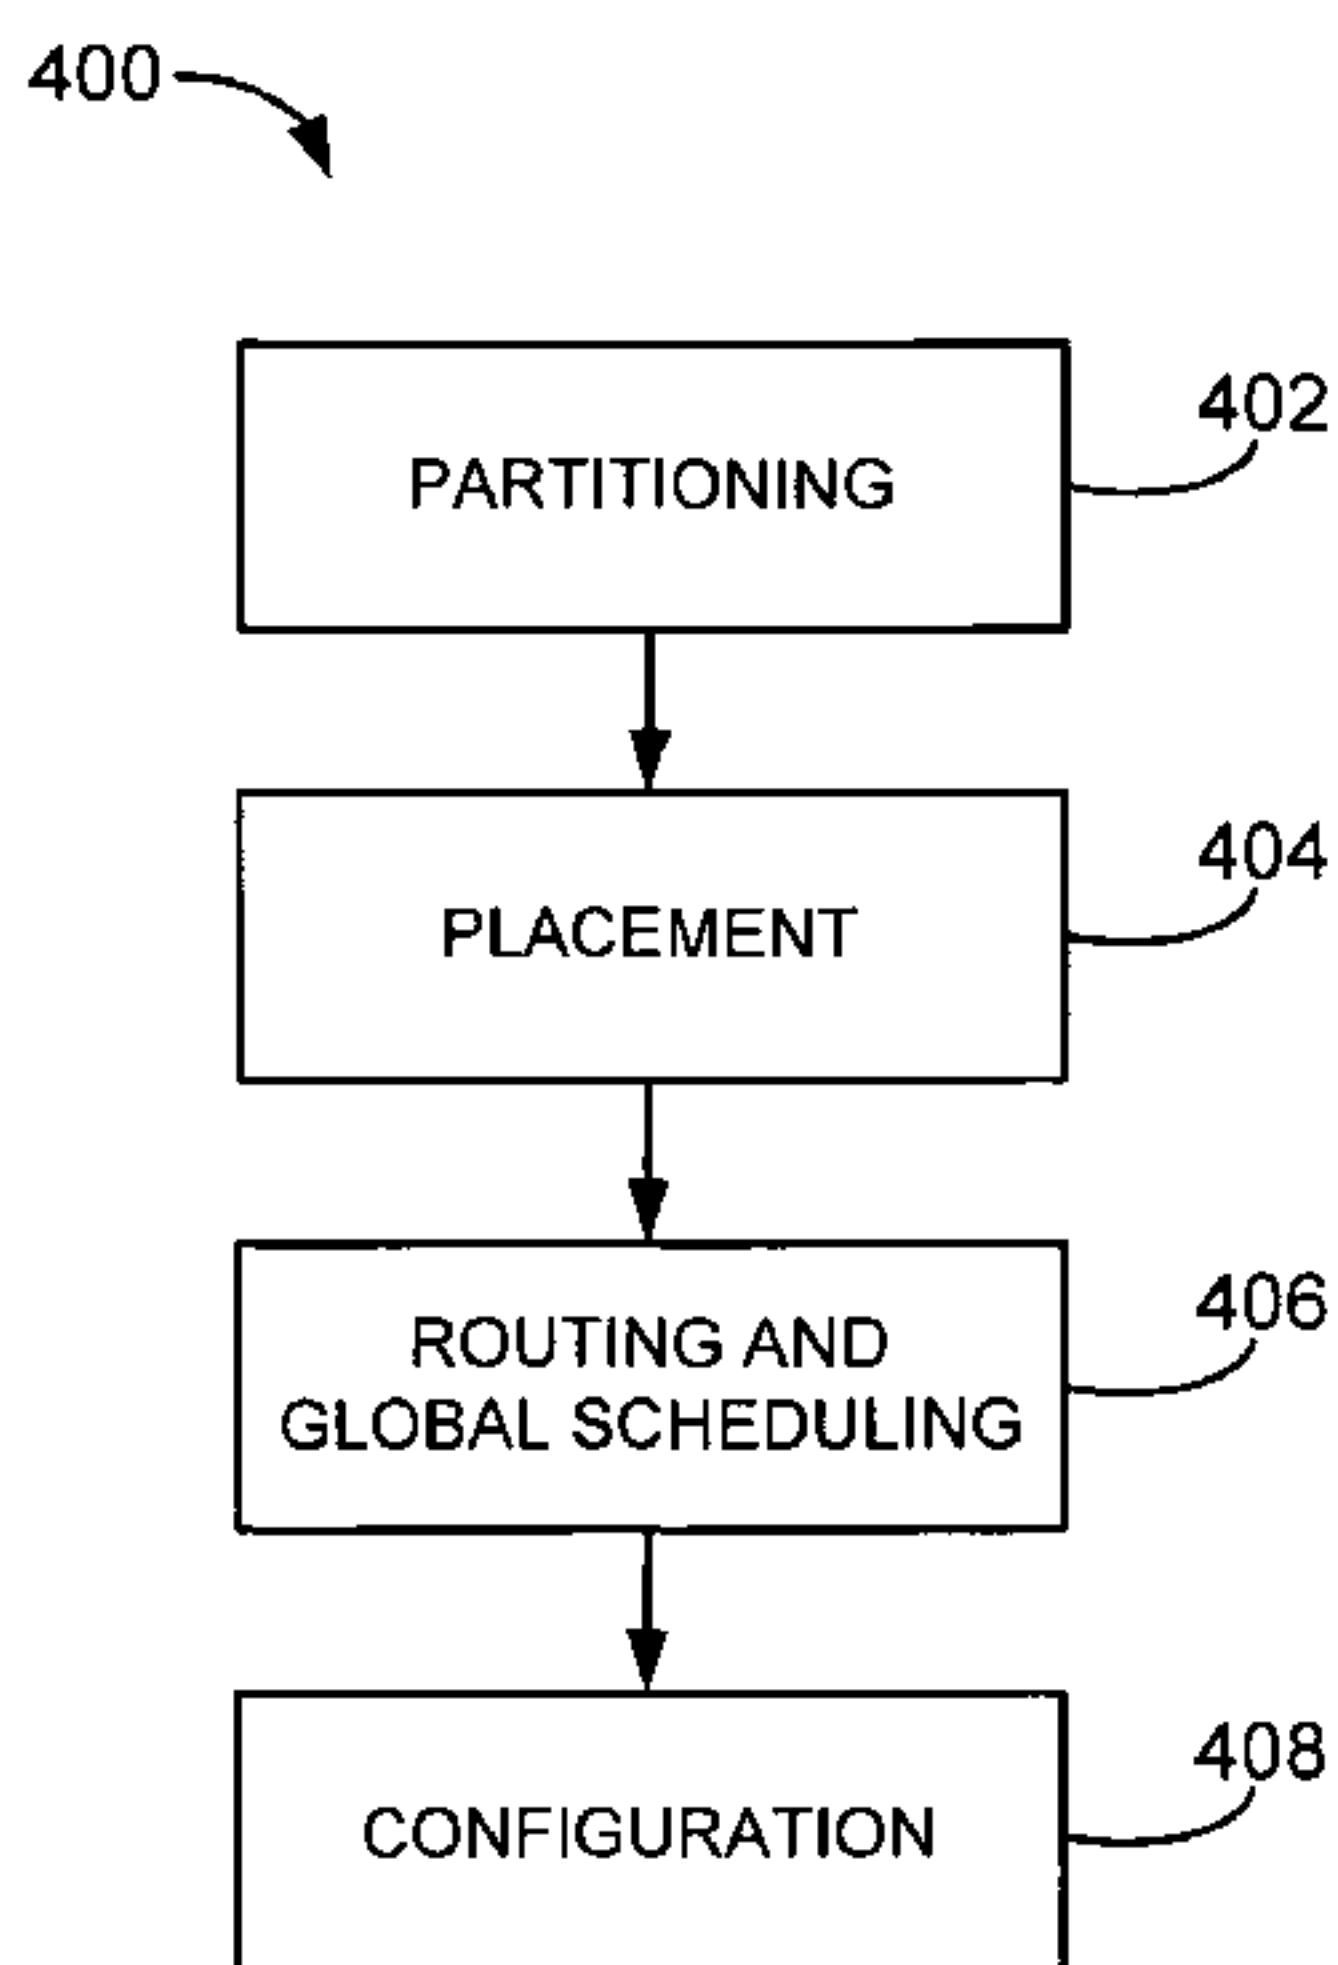 400
402
PARTITIONING
404
PLACEMENT
406
ROUTING AND
GLOBAL SCHEDULING
408
CONFIGURATION